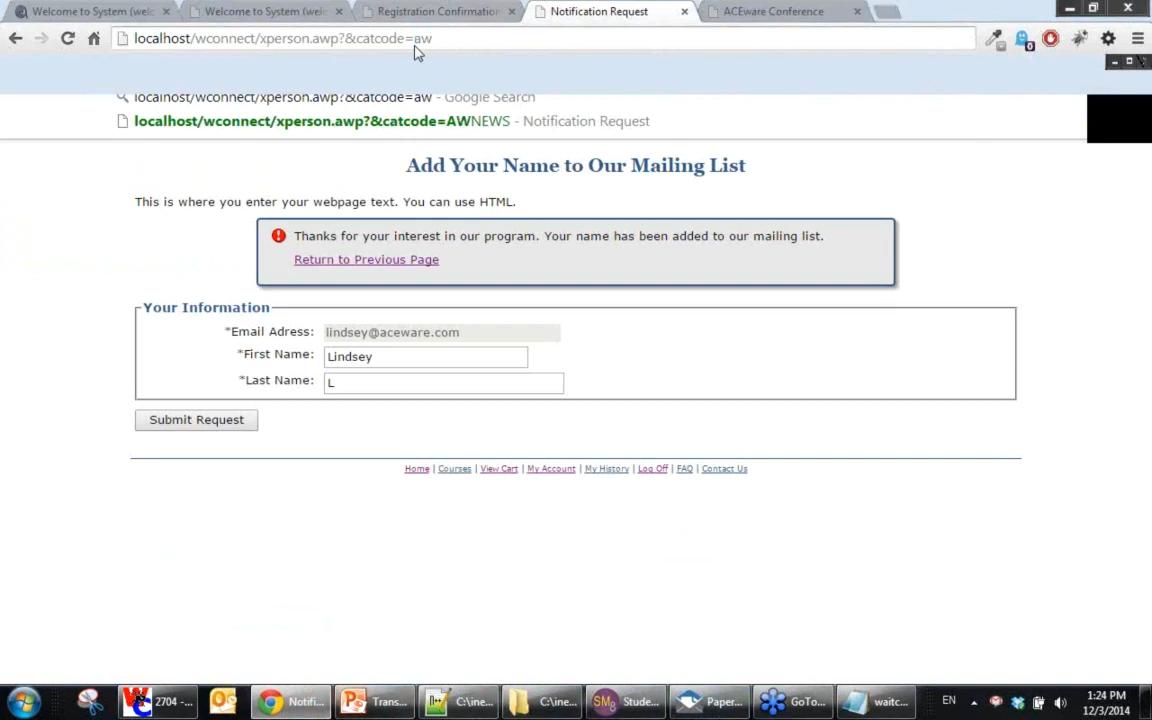 Welcome to System (welc
Welcome to System (weli
Registration Confirmation
Notification Request
ACEware Conference
localhost/wconnect/xperson.awp?&catcode=aw
localhost/wconnect/xperson.awp?&catcode=aw - Google Search
localhost/wconnect/xperson.awp?&catcode=AWNEWS - Notification Request
Add Your Name to Our Mailing List
This is where you enter your webpage text. You can use HTML.
Thanks for your interest in our program. Your name has been added to our mailing list.
Return to Previous Page
Your Information
*Email Adress: lindsey@aceware.com
*First Name: Lindsey
*Last Name: L
Submit Request
Home | Courses | View Cart | My Account | My History | Log Off | FAQ | Contact Us
2704 -... Notifi... Trans... C:\ine... C:\ine... Stude... Paper... GoTo... waitc... EN 1:24 PM
12/3/2014